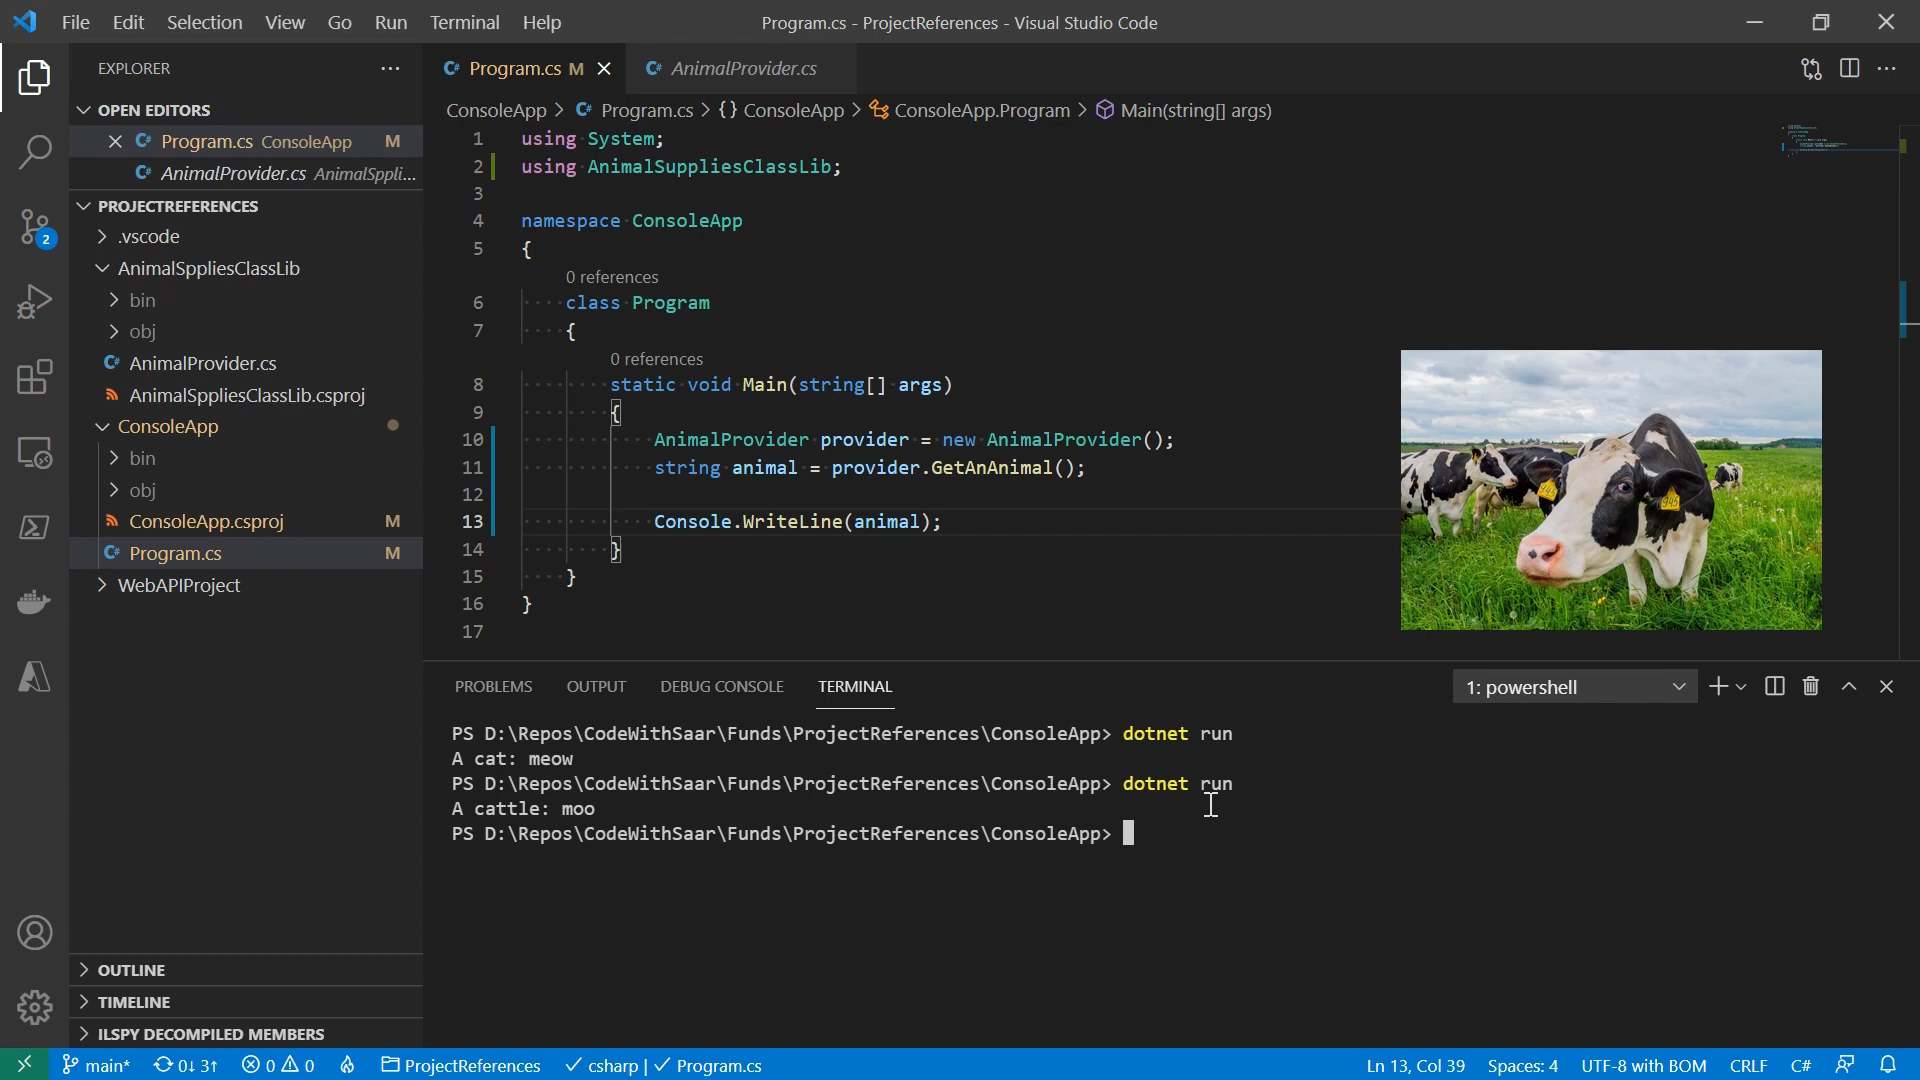 File Edit Selection View Go Run Terminal Help
Program.cs - ProjectReferences - Visual Studio Code
EXPLORER
OPEN EDITORS
Program.cs ConsoleApp M
AnimalProvider.cs AnimalSppli...
PROJECTREFERENCES
.vscode
AnimalSppliesClassLib
bin
obj
AnimalProvider.cs
AnimalSppliesClassLib.csproj
ConsoleApp
bin
obj
ConsoleApp.csproj M
Program.cs M
WebAPIProject
OUTLINE
TIMELINE
ILSPY DECOMPILED MEMBERS
2
Program.cs M
AnimalProvider.cs
ConsoleApp > Program.cs > {} ConsoleApp > ConsoleApp.Program > Main(string[] args)
1 using System;
2 using AnimalSuppliesClassLib;
3
4 namespace ConsoleApp
5 {
0 references
6 class Program
7 {
0 references
8 static void Main(string[] args)
9 {
10 AnimalProvider provider = new AnimalProvider();
11 string animal = provider.GetAnAnimal();
12
13 Console.WriteLine(animal);
14 }
15 }
16 }
17
PROBLEMS OUTPUT DEBUG CONSOLE TERMINAL
1: powershell
PS D:\Repos\CodeWithSaar\Funds\ProjectReferences\ConsoleApp> dotnet run
A cat: meow
PS D:\Repos\CodeWithSaar\Funds\ProjectReferences\ConsoleApp> dotnet run
A cattle: moo
PS D:\Repos\CodeWithSaar\Funds\ProjectReferences\ConsoleApp>
main* 0↓ 3↑ 0 0 ProjectReferences csharp | Program.cs
Ln 13, Col 39 Spaces: 4 UTF-8 with BOM CRLF C#